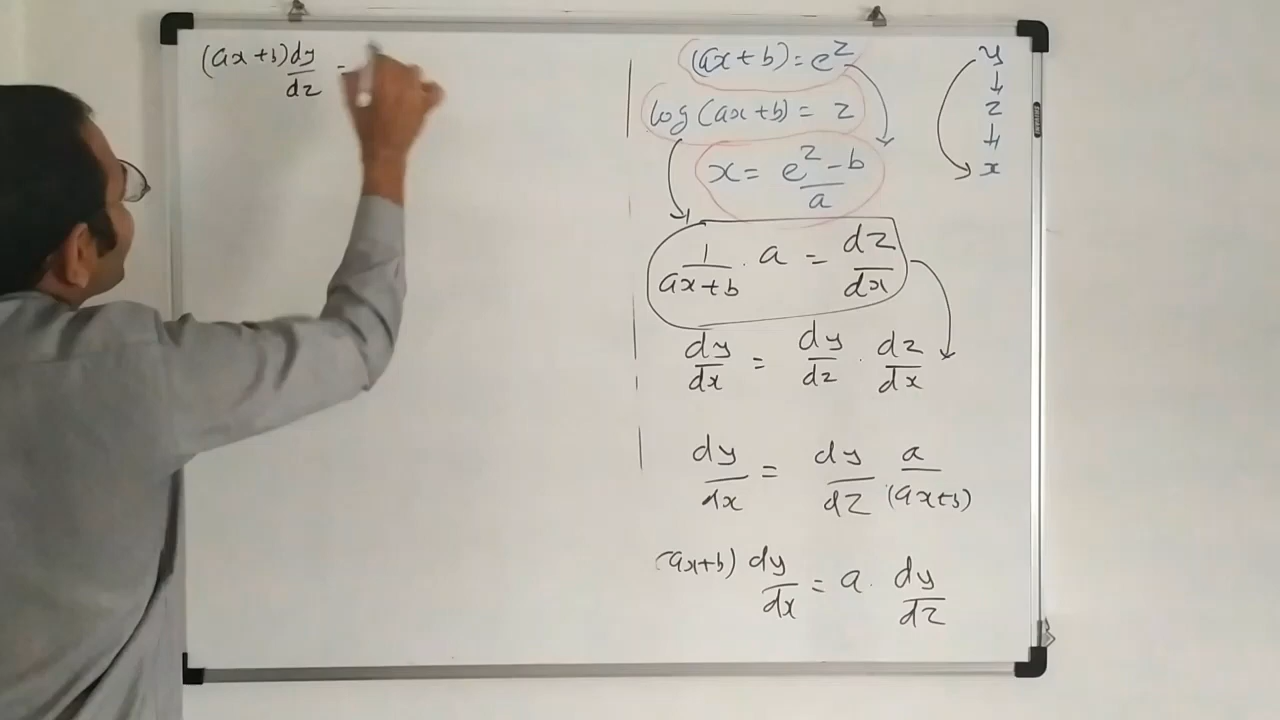 (ax+b) dy/dz =
(ax+b) = e^z
log(ax+b) = z
x = (e^z - b)/a
1/(ax+b) . a = dz/dx
dy/dx = dy/dz . dz/dx
dy/dx = dy/dz a/(ax+b)
(ax+b) dy/dx = a . dy/dz
y
↓
z
↓
x